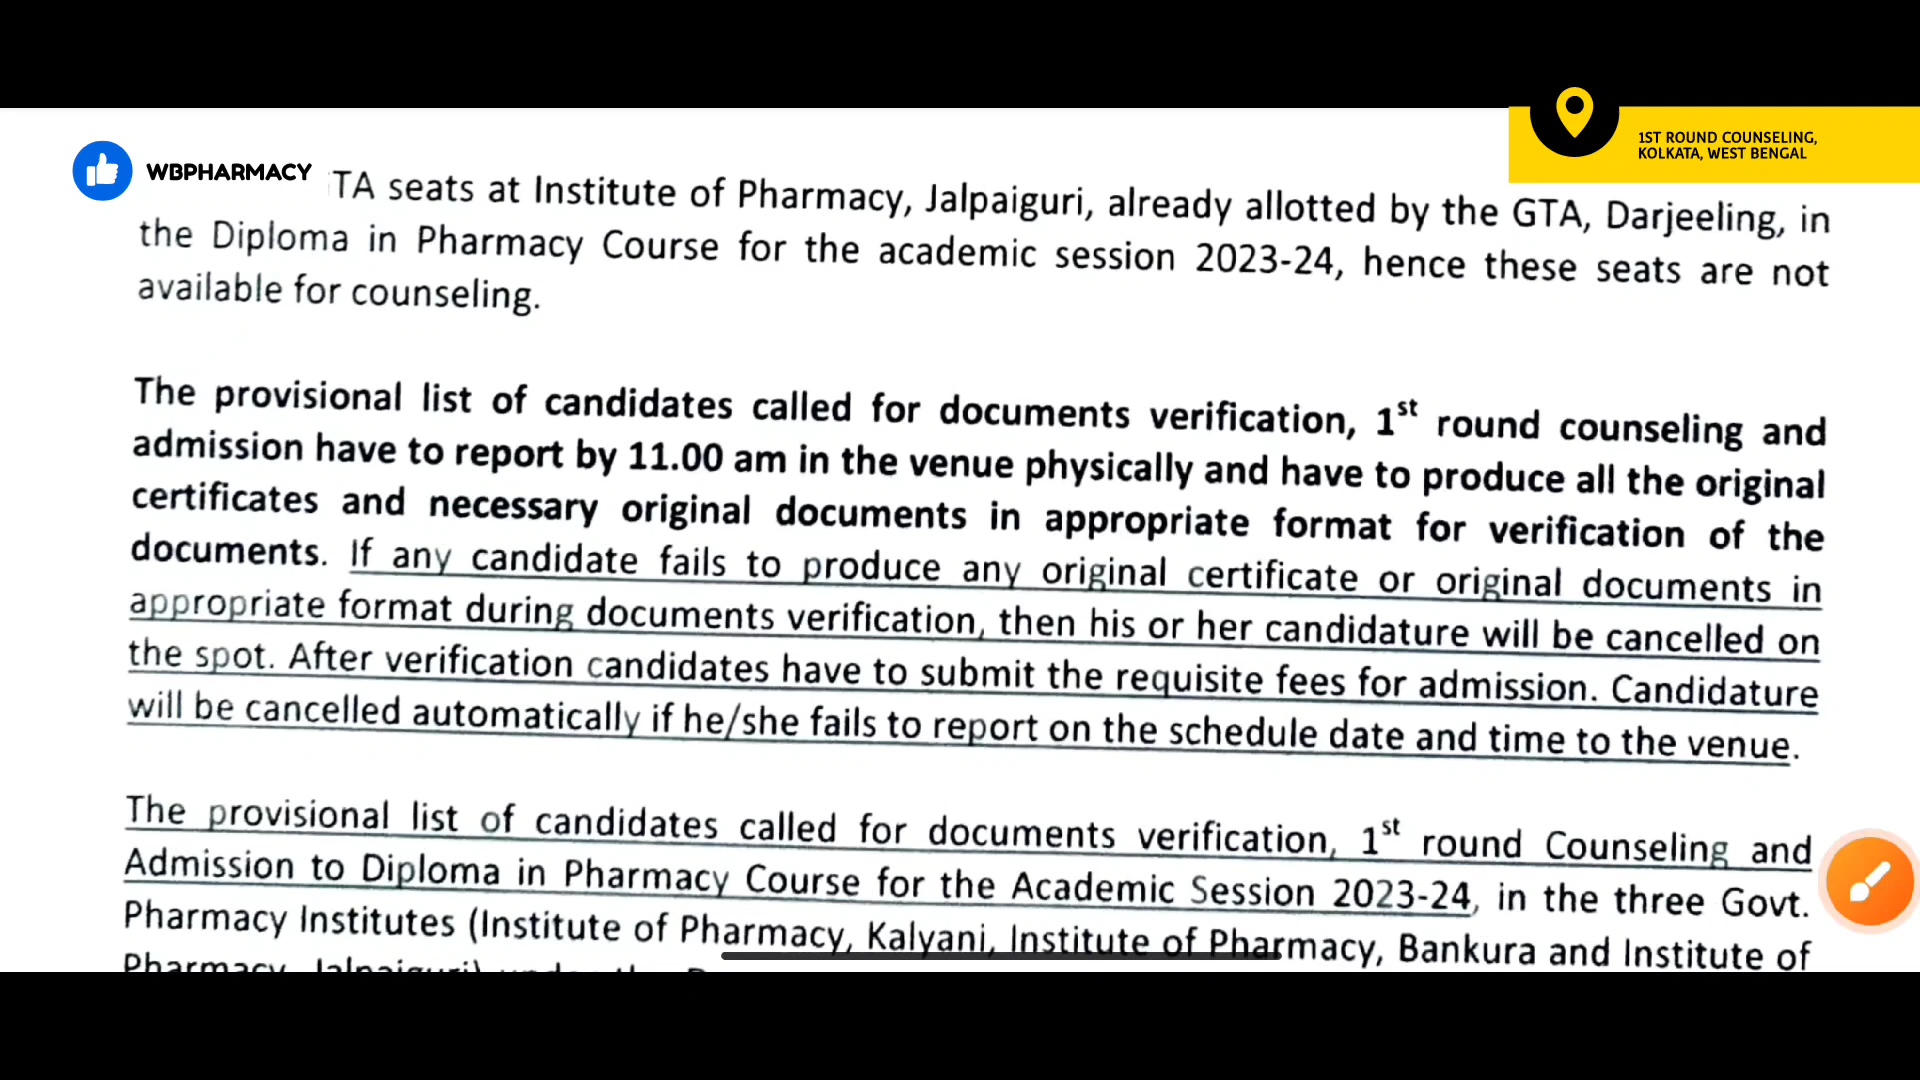 1ST ROUND COUNSELING,
KOLKATA, WEST BENGAL
WBPHARMACY
TA seats at Institute of Pharmacy, Jalpaiguri, already allotted by the GTA, Darjeeling, in
the Diploma in Pharmacy Course for the academic session 2023-24, hence these seats are not
available for counseling.
The provisional list of candidates called for documents verification, 1st round counseling and
admission have to report by 11.00 am in the venue physically and have to produce all the original
certificates and necessary original documents in appropriate format for verification of the
documents. If any candidate fails to produce any original certificate or original documents in
appropriate format during documents verification, then his or her candidature will be cancelled on
the spot. After verification candidates have to submit the requisite fees for admission. Candidature
will be cancelled automatically if he/she fails to report on the schedule date and time to the venue.
The provisional list of candidates called for documents verification, 1st round Counseling and
Admission to Diploma in Pharmacy Course for the Academic Session 2023-24, in the three Govt.
Pharmacy Institutes (Institute of Pharmacy, Kalyani, Institute of Pharmacy, Bankura and Institute of
Pharmacy, Jalpaiguri) under the